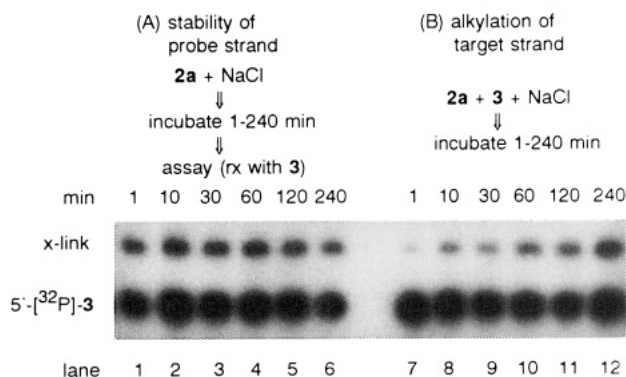 (A) stability of
probe strand
2a + NaCl
⇓
incubate 1-240 min
⇓
assay (rx with 3)
(B) alkylation of
target strand
2a + 3 + NaCl
⇓
incubate 1-240 min
min 1 10 30 60 120 240 1 10 30 60 120 240
x-link
5'-[³²P]-3
lane 1 2 3 4 5 6 7 8 9 10 11 12